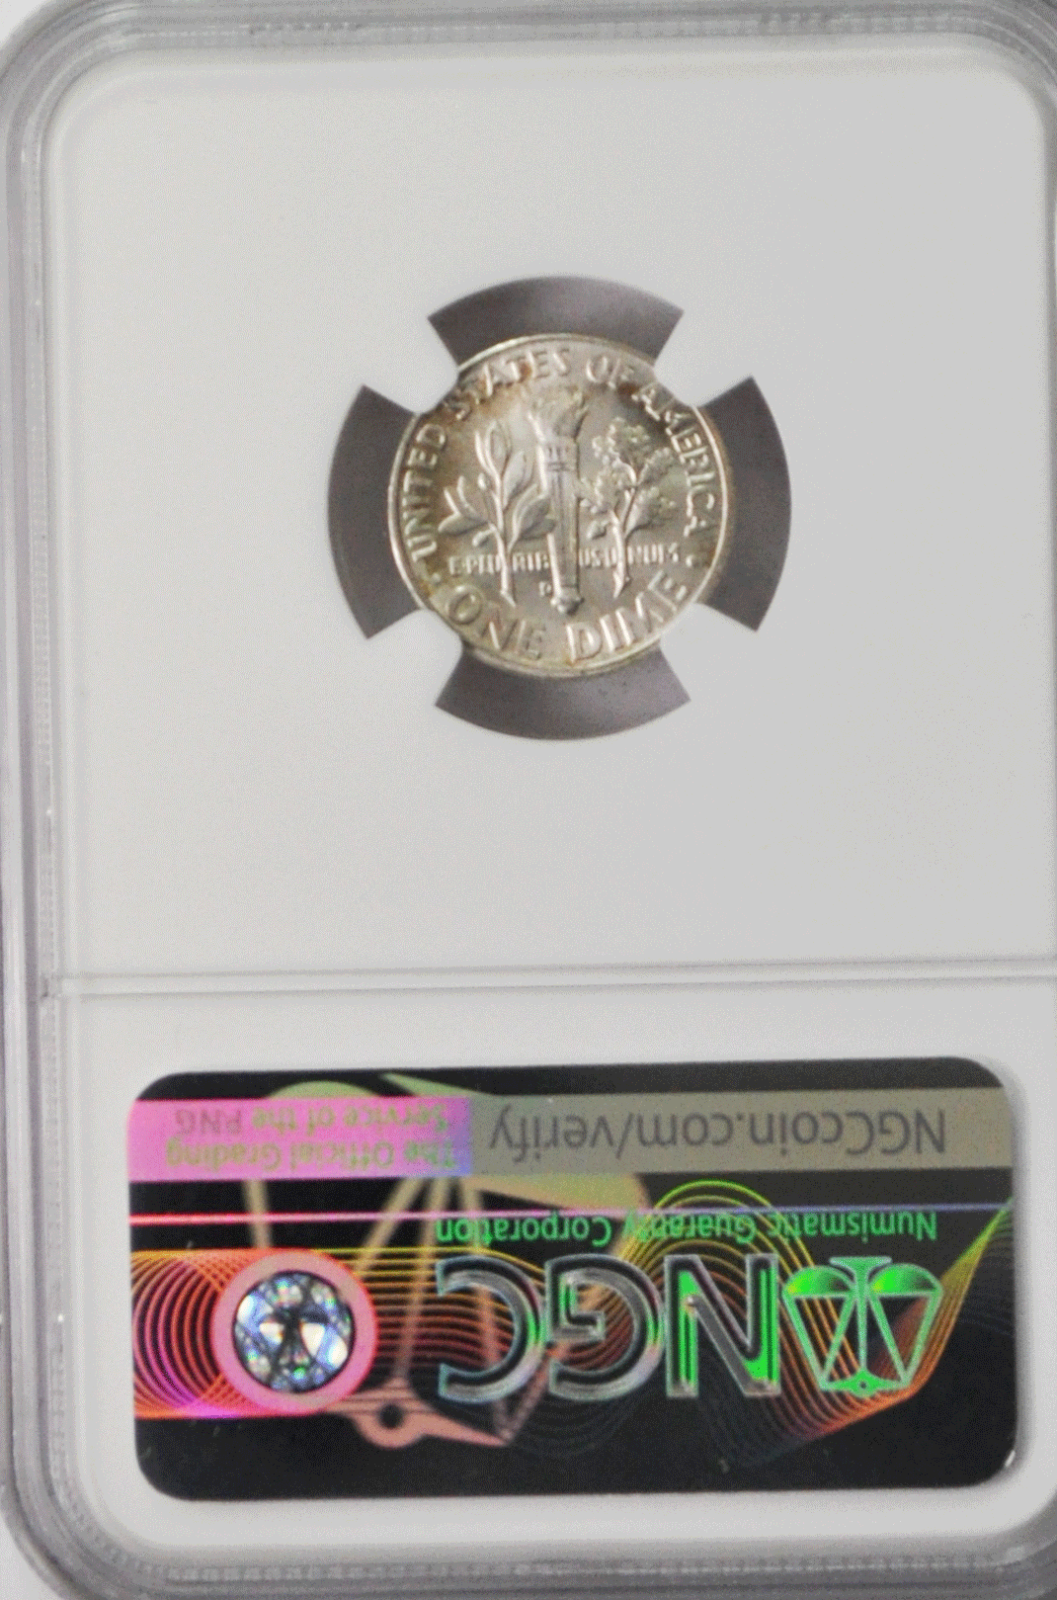 UNITED STATES OF AMERICA
E PLURIBUS UNUM
D
· ONE DIME ·
NGCcoin.com/verify
The Official Grading
Service of the PNG
Numismatic Guaranty Corporation
NGC